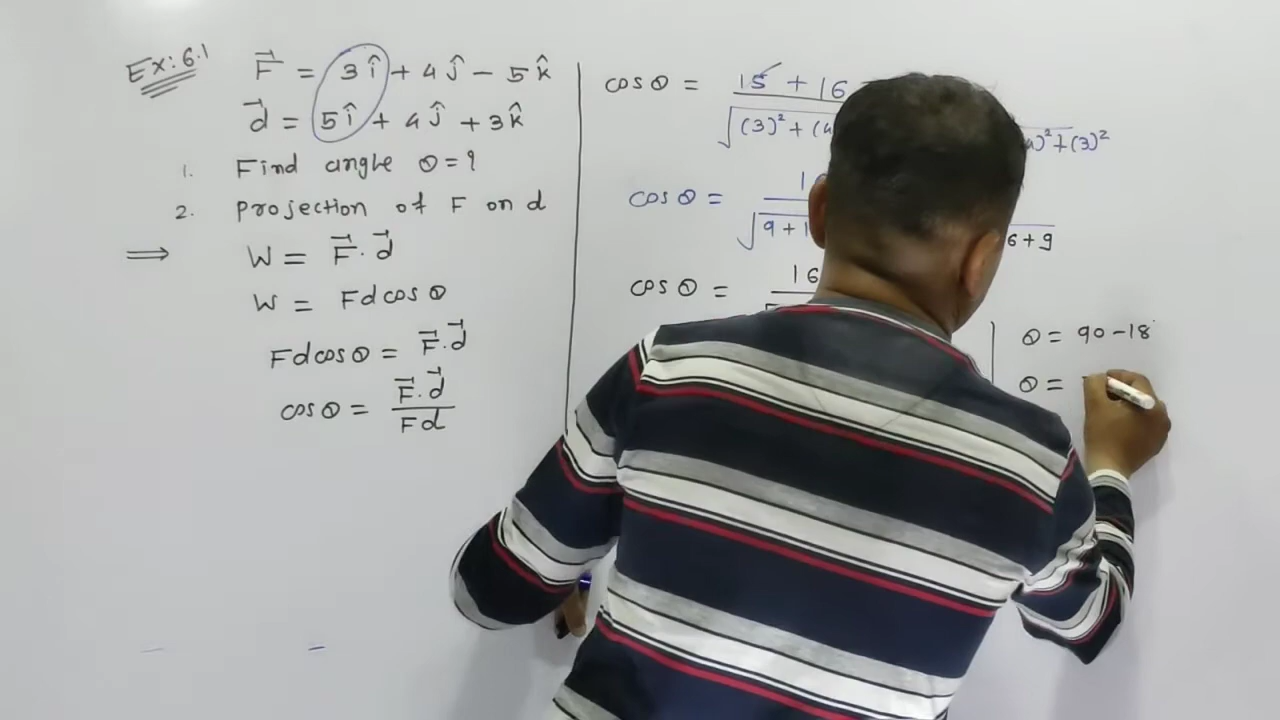 Ex: 6.1
F⃗ = 3î + 4ĵ − 5k̂
d⃗ = 5î + 4ĵ + 3k̂
1. Find angle θ = ?
2. Projection of F on d
⟹ W = F⃗.d⃗
W = Fd cos θ
Fd cos θ = F⃗.d⃗
cos θ = F⃗.d⃗ / Fd
cos θ = 15 + 16
√(3)² + )² + (3)²
cos θ =
√9 + 6 + 9
cos θ = 16
θ = 90 − 18
θ =